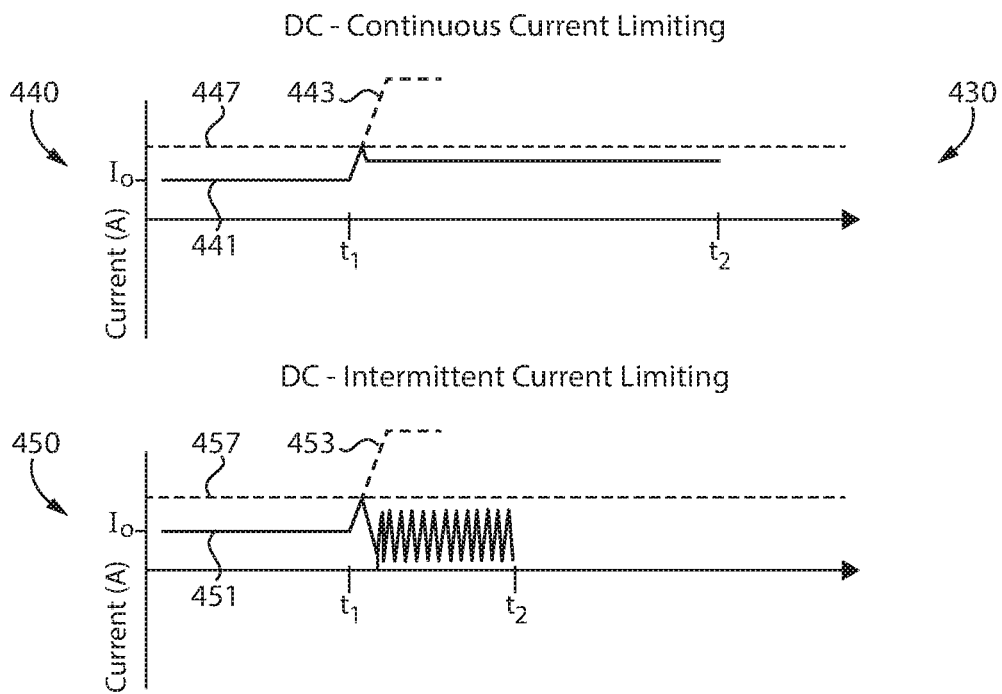 DC - Continuous Current Limiting
440
447
443
430
I₀
441
t₁
t₂
Current (A)
DC - Intermittent Current Limiting
450
457
453
I₀
451
t₁
t₂
Current (A)